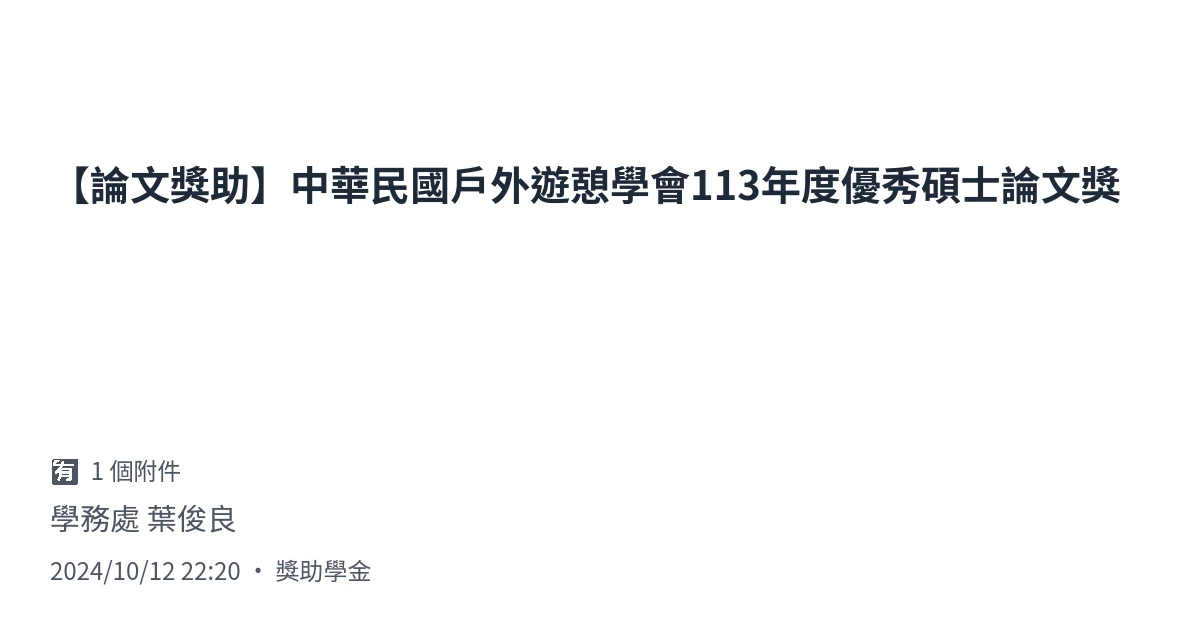 【論文獎助】中華民國戶外遊憩學會113年度優秀碩士論文獎
🈶 1 個附件
學務處 葉俊良
2024/10/12 22:20 ・ 獎助學金